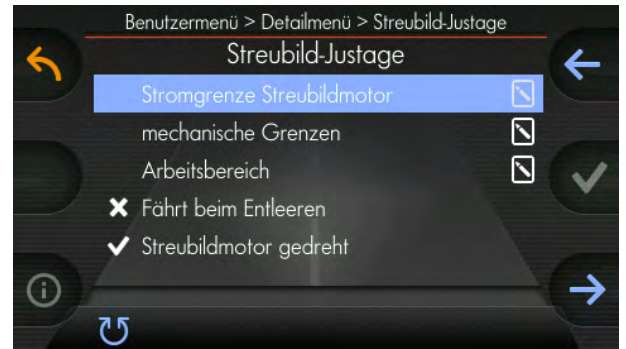 Benutzermenü > Detailmenü > Streubild-Justage
Streubild-Justage
Stromgrenze Streubildmotor
mechanische Grenzen
Arbeitsbereich
Fährt beim Entleeren
Streubildmotor gedreht